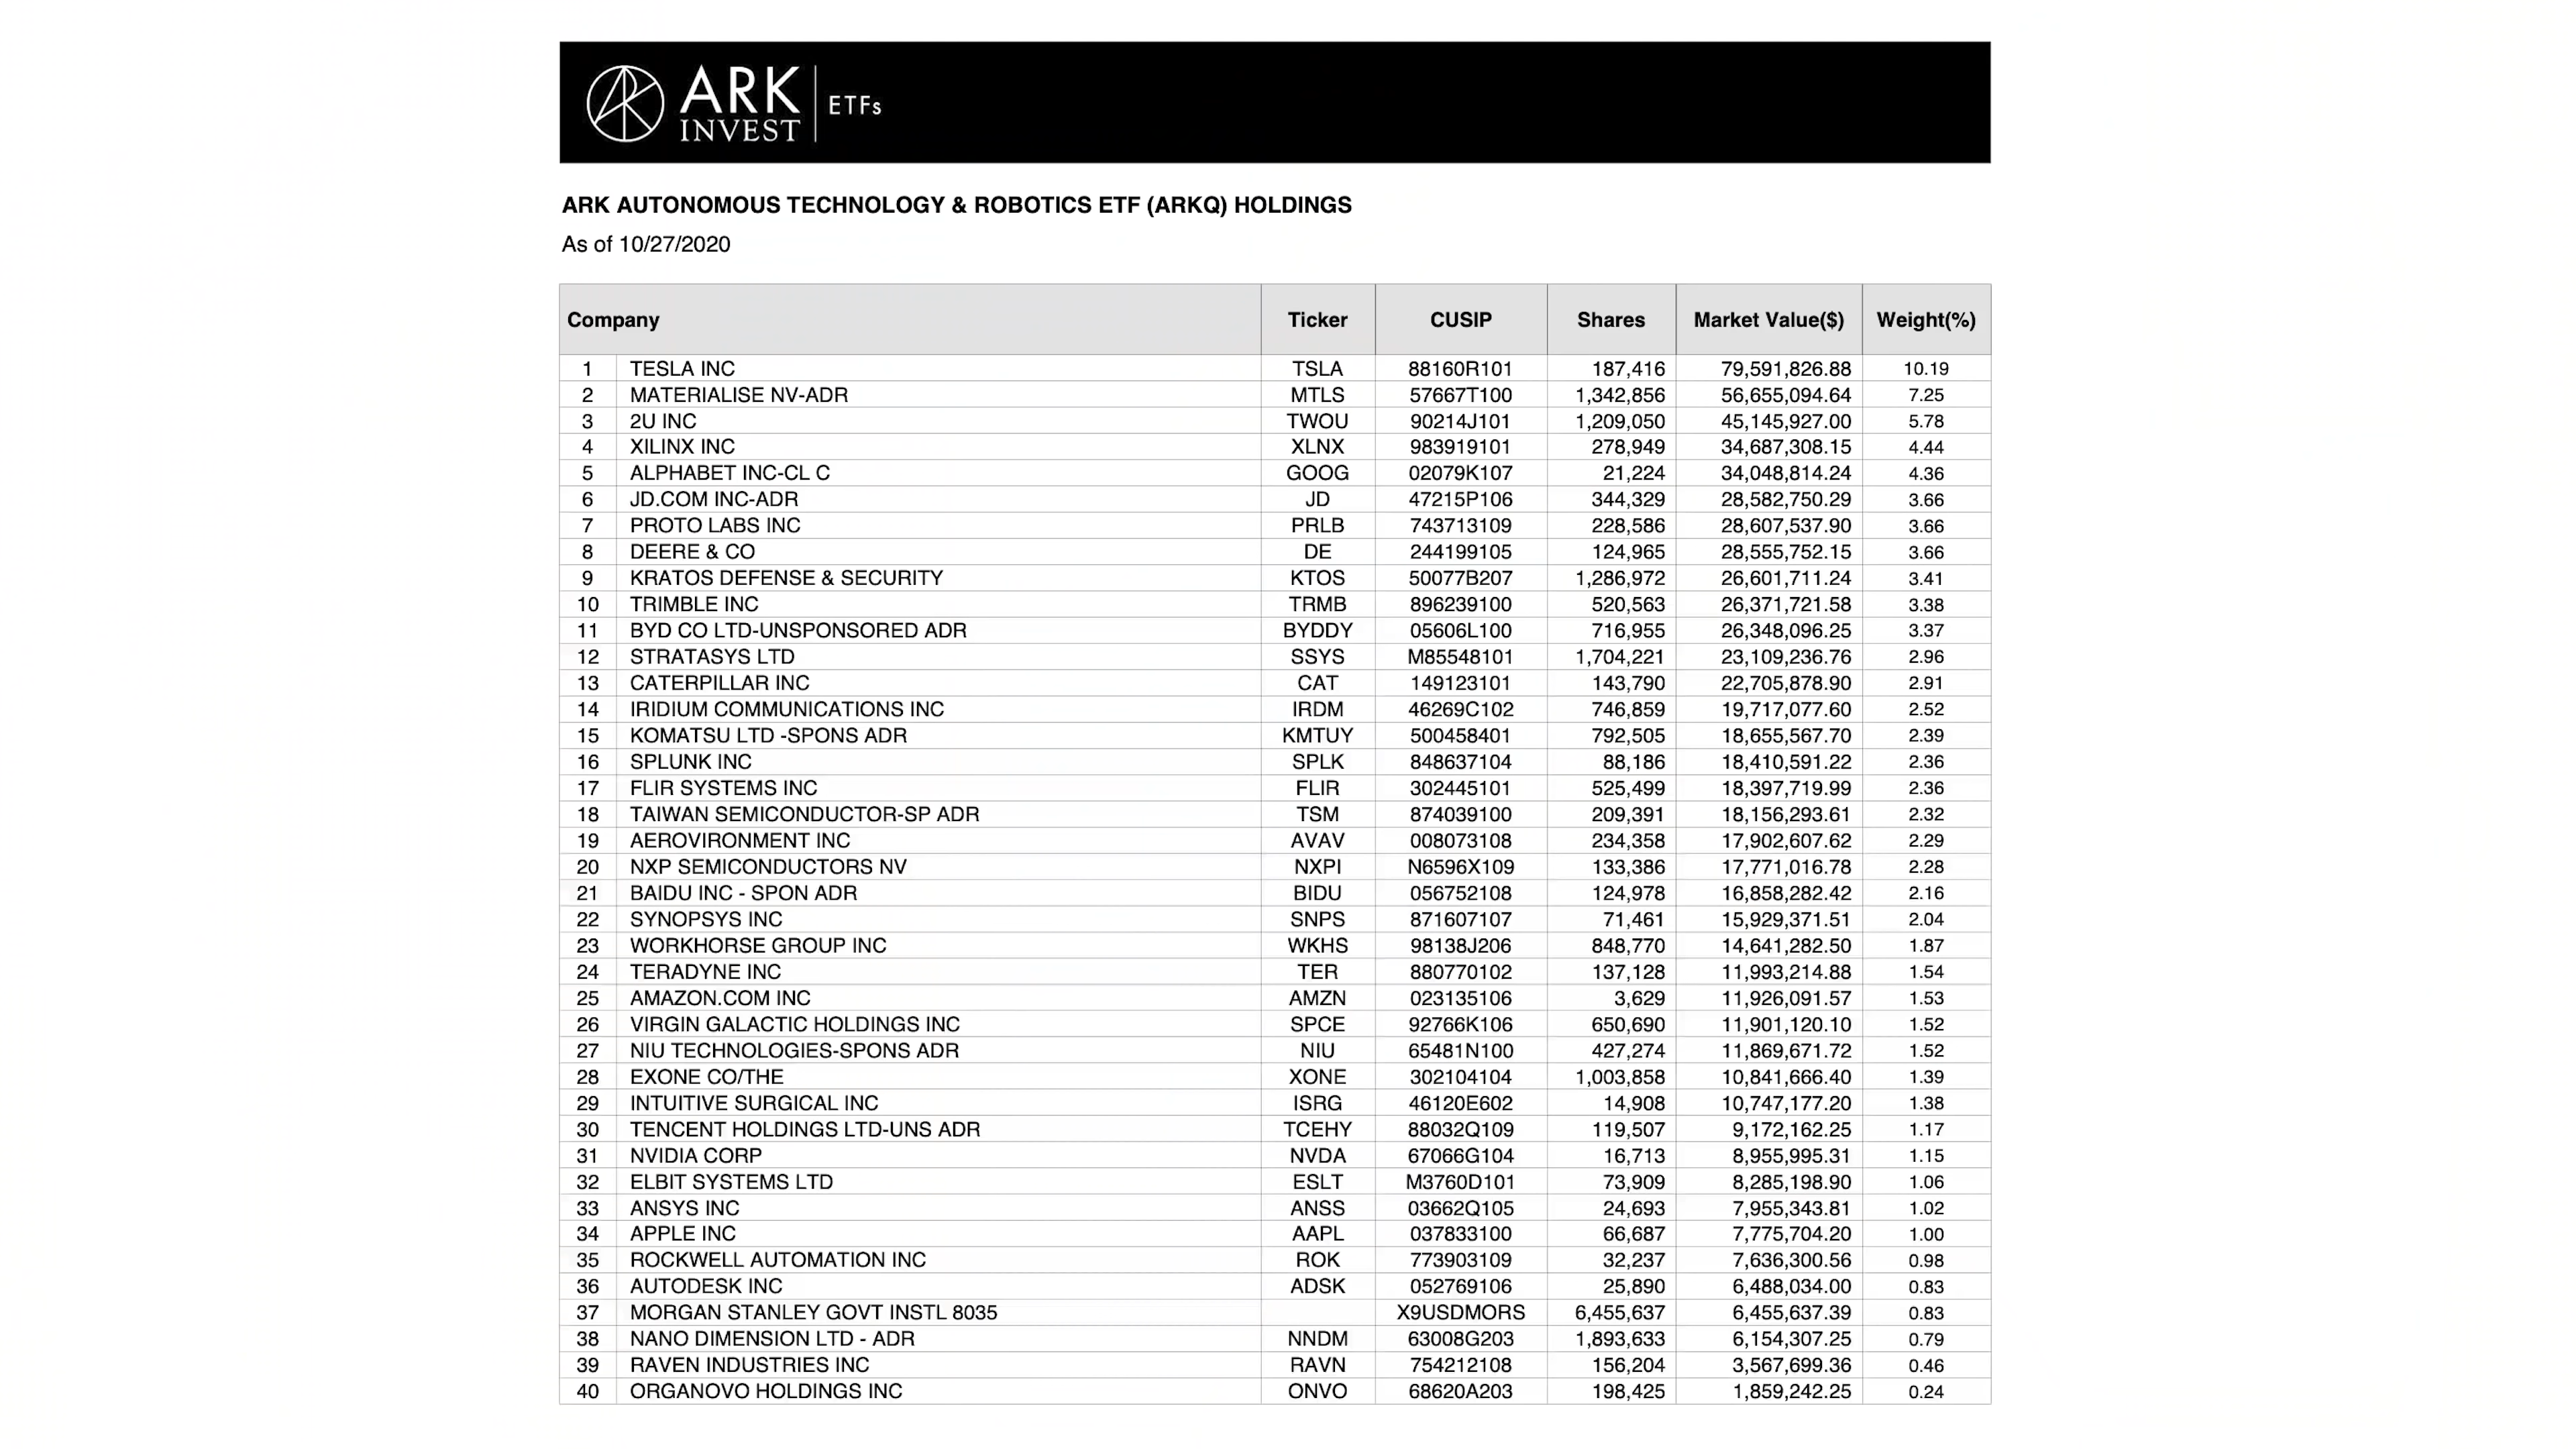 ARK INVEST ETFs
ARK AUTONOMOUS TECHNOLOGY & ROBOTICS ETF (ARKQ) HOLDINGS
As of 10/27/2020
Company Ticker CUSIP Shares Market Value($) Weight(%)
1 TESLA INC TSLA 88160R101 187,416 79,591,826.88 10.19
2 MATERIALISE NV-ADR MTLS 57667T100 1,342,856 56,655,094.64 7.25
3 2U INC TWOU 90214J101 1,209,050 45,145,927.00 5.78
4 XILINX INC XLNX 983919101 278,949 34,687,308.15 4.44
5 ALPHABET INC-CL C GOOG 02079K107 21,224 34,048,814.24 4.36
6 JD.COM INC-ADR JD 47215P106 344,329 28,582,750.29 3.66
7 PROTO LABS INC PRLB 743713109 228,586 28,607,537.90 3.66
8 DEERE & CO DE 244199105 124,965 28,555,752.15 3.66
9 KRATOS DEFENSE & SECURITY KTOS 50077B207 1,286,972 26,601,711.24 3.41
10 TRIMBLE INC TRMB 896239100 520,563 26,371,721.58 3.38
11 BYD CO LTD-UNSPONSORED ADR BYDDY 05606L100 716,955 26,348,096.25 3.37
12 STRATASYS LTD SSYS M85548101 1,704,221 23,109,236.76 2.96
13 CATERPILLAR INC CAT 149123101 143,790 22,705,878.90 2.91
14 IRIDIUM COMMUNICATIONS INC IRDM 46269C102 746,859 19,717,077.60 2.52
15 KOMATSU LTD -SPONS ADR KMTUY 500458401 792,505 18,655,567.70 2.39
16 SPLUNK INC SPLK 848637104 88,186 18,410,591.22 2.36
17 FLIR SYSTEMS INC FLIR 302445101 525,499 18,397,719.99 2.36
18 TAIWAN SEMICONDUCTOR-SP ADR TSM 874039100 209,391 18,156,293.61 2.32
19 AEROVIRONMENT INC AVAV 008073108 234,358 17,902,607.62 2.29
20 NXP SEMICONDUCTORS NV NXPI N6596X109 133,386 17,771,016.78 2.28
21 BAIDU INC - SPON ADR BIDU 056752108 124,978 16,858,282.42 2.16
22 SYNOPSYS INC SNPS 871607107 71,461 15,929,371.51 2.04
23 WORKHORSE GROUP INC WKHS 98138J206 848,770 14,641,282.50 1.87
24 TERADYNE INC TER 880770102 137,128 11,993,214.88 1.54
25 AMAZON.COM INC AMZN 023135106 3,629 11,926,091.57 1.53
26 VIRGIN GALACTIC HOLDINGS INC SPCE 92766K106 650,690 11,901,120.10 1.52
27 NIU TECHNOLOGIES-SPONS ADR NIU 65481N100 427,274 11,869,671.72 1.52
28 EXONE CO/THE XONE 302104104 1,003,858 10,841,666.40 1.39
29 INTUITIVE SURGICAL INC ISRG 46120E602 14,908 10,747,177.20 1.38
30 TENCENT HOLDINGS LTD-UNS ADR TCEHY 88032Q109 119,507 9,172,162.25 1.17
31 NVIDIA CORP NVDA 67066G104 16,713 8,955,995.31 1.15
32 ELBIT SYSTEMS LTD ESLT M3760D101 73,909 8,285,198.90 1.06
33 ANSYS INC ANSS 03662Q105 24,693 7,955,343.81 1.02
34 APPLE INC AAPL 037833100 66,687 7,775,704.20 1.00
35 ROCKWELL AUTOMATION INC ROK 773903109 32,237 7,636,300.56 0.98
36 AUTODESK INC ADSK 052769106 25,890 6,488,034.00 0.83
37 MORGAN STANLEY GOVT INSTL 8035 X9USDMORS 6,455,637 6,455,637.39 0.83
38 NANO DIMENSION LTD - ADR NNDM 63008G203 1,893,633 6,154,307.25 0.79
39 RAVEN INDUSTRIES INC RAVN 754212108 156,204 3,567,699.36 0.46
40 ORGANOVO HOLDINGS INC ONVO 68620A203 198,425 1,859,242.25 0.24